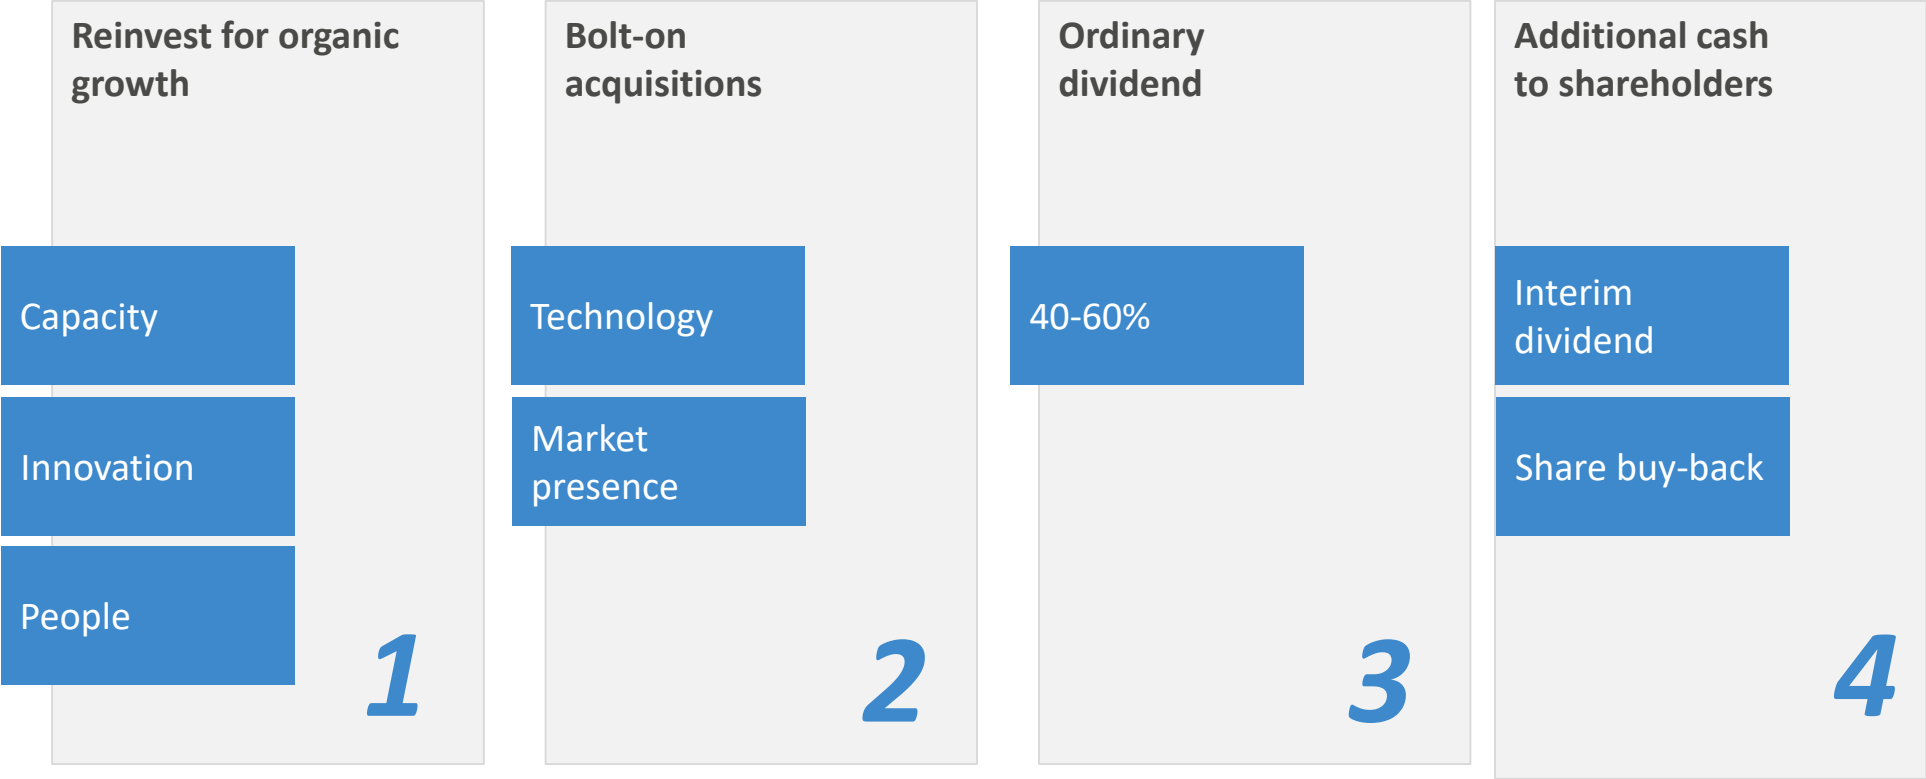 Reinvest for organic
growth
Capacity
Innovation
People
1
Bolt-on
acquisitions
Technology
Market
presence
2
Ordinary
dividend
40-60%
3
Additional cash
to shareholders
Interim
dividend
Share buy-back
4